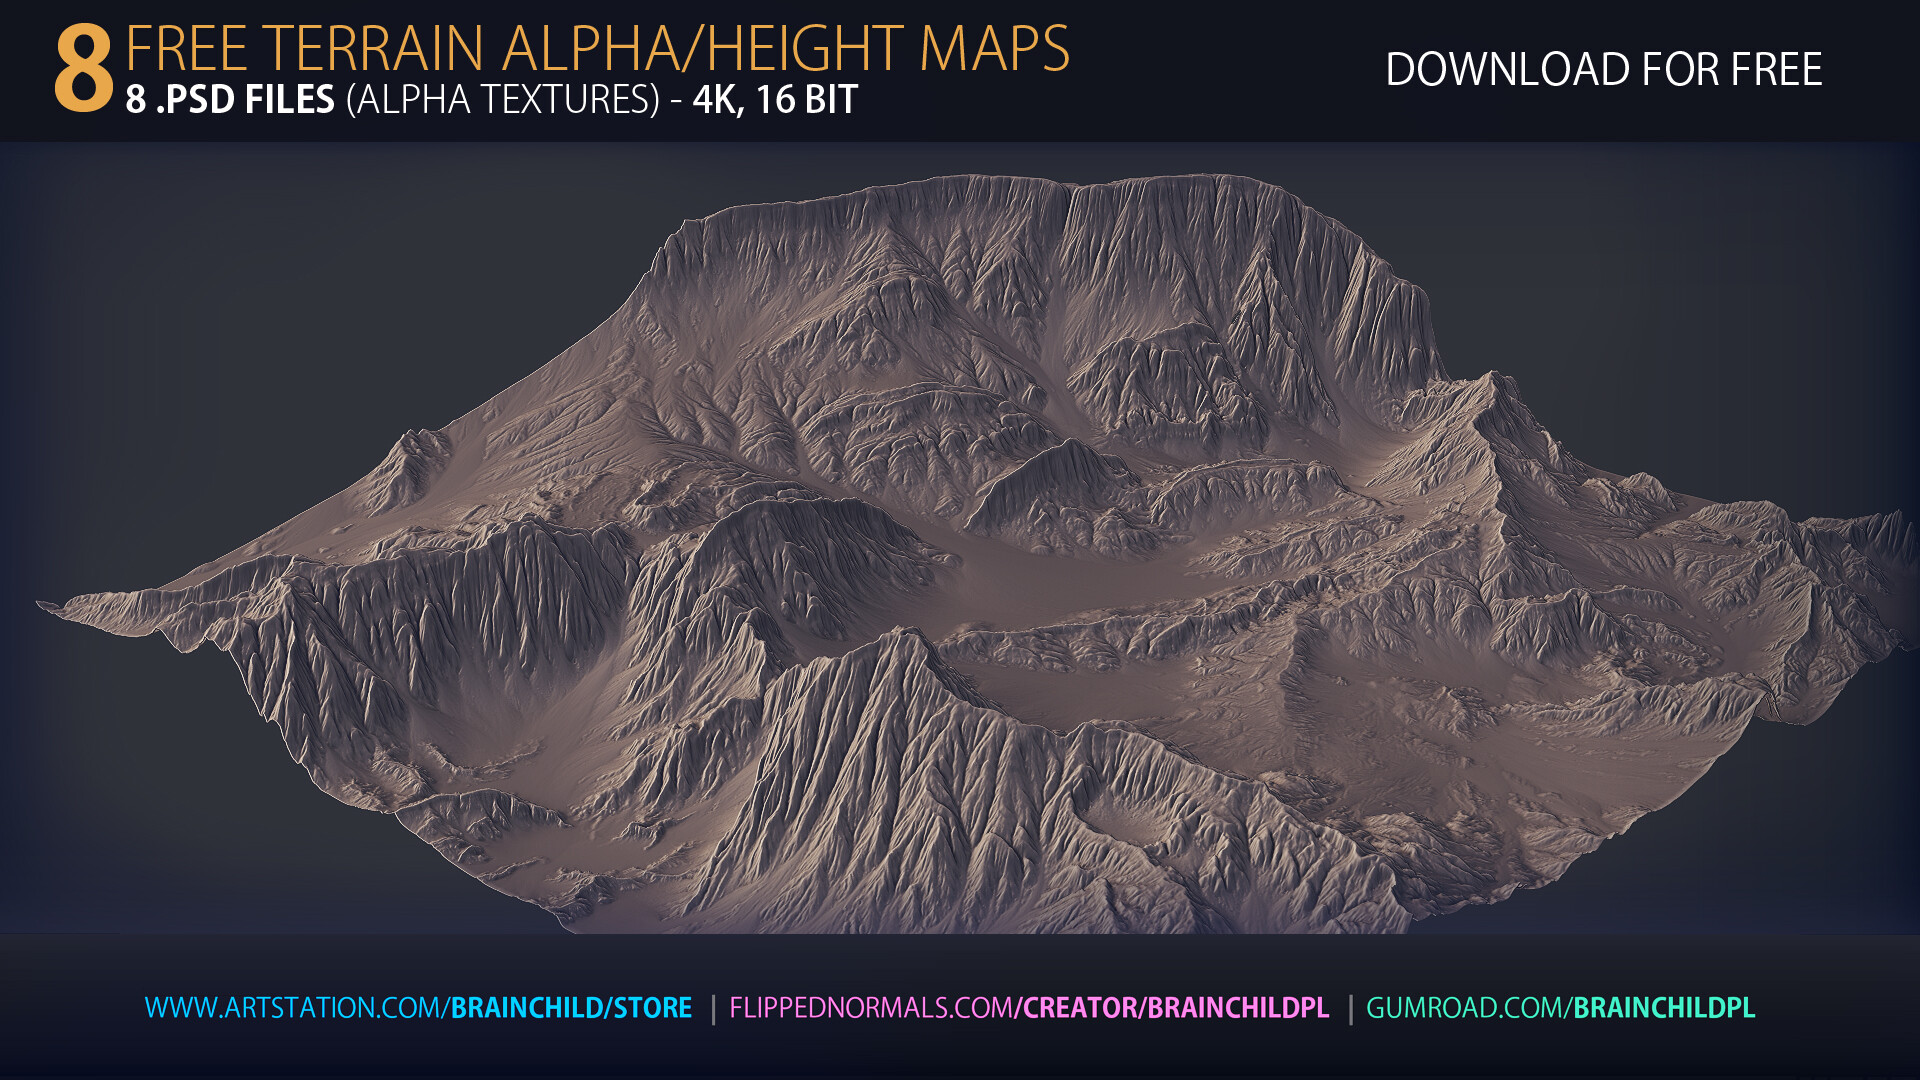 8 FREE TERRAIN ALPHA/HEIGHT MAPS
8 .PSD FILES (ALPHA TEXTURES) - 4K, 16 BIT
DOWNLOAD FOR FREE
WWW.ARTSTATION.COM/BRAINCHILD/STORE | FLIPPEDNORMALS.COM/CREATOR/BRAINCHILDPL | GUMROAD.COM/BRAINCHILDPL